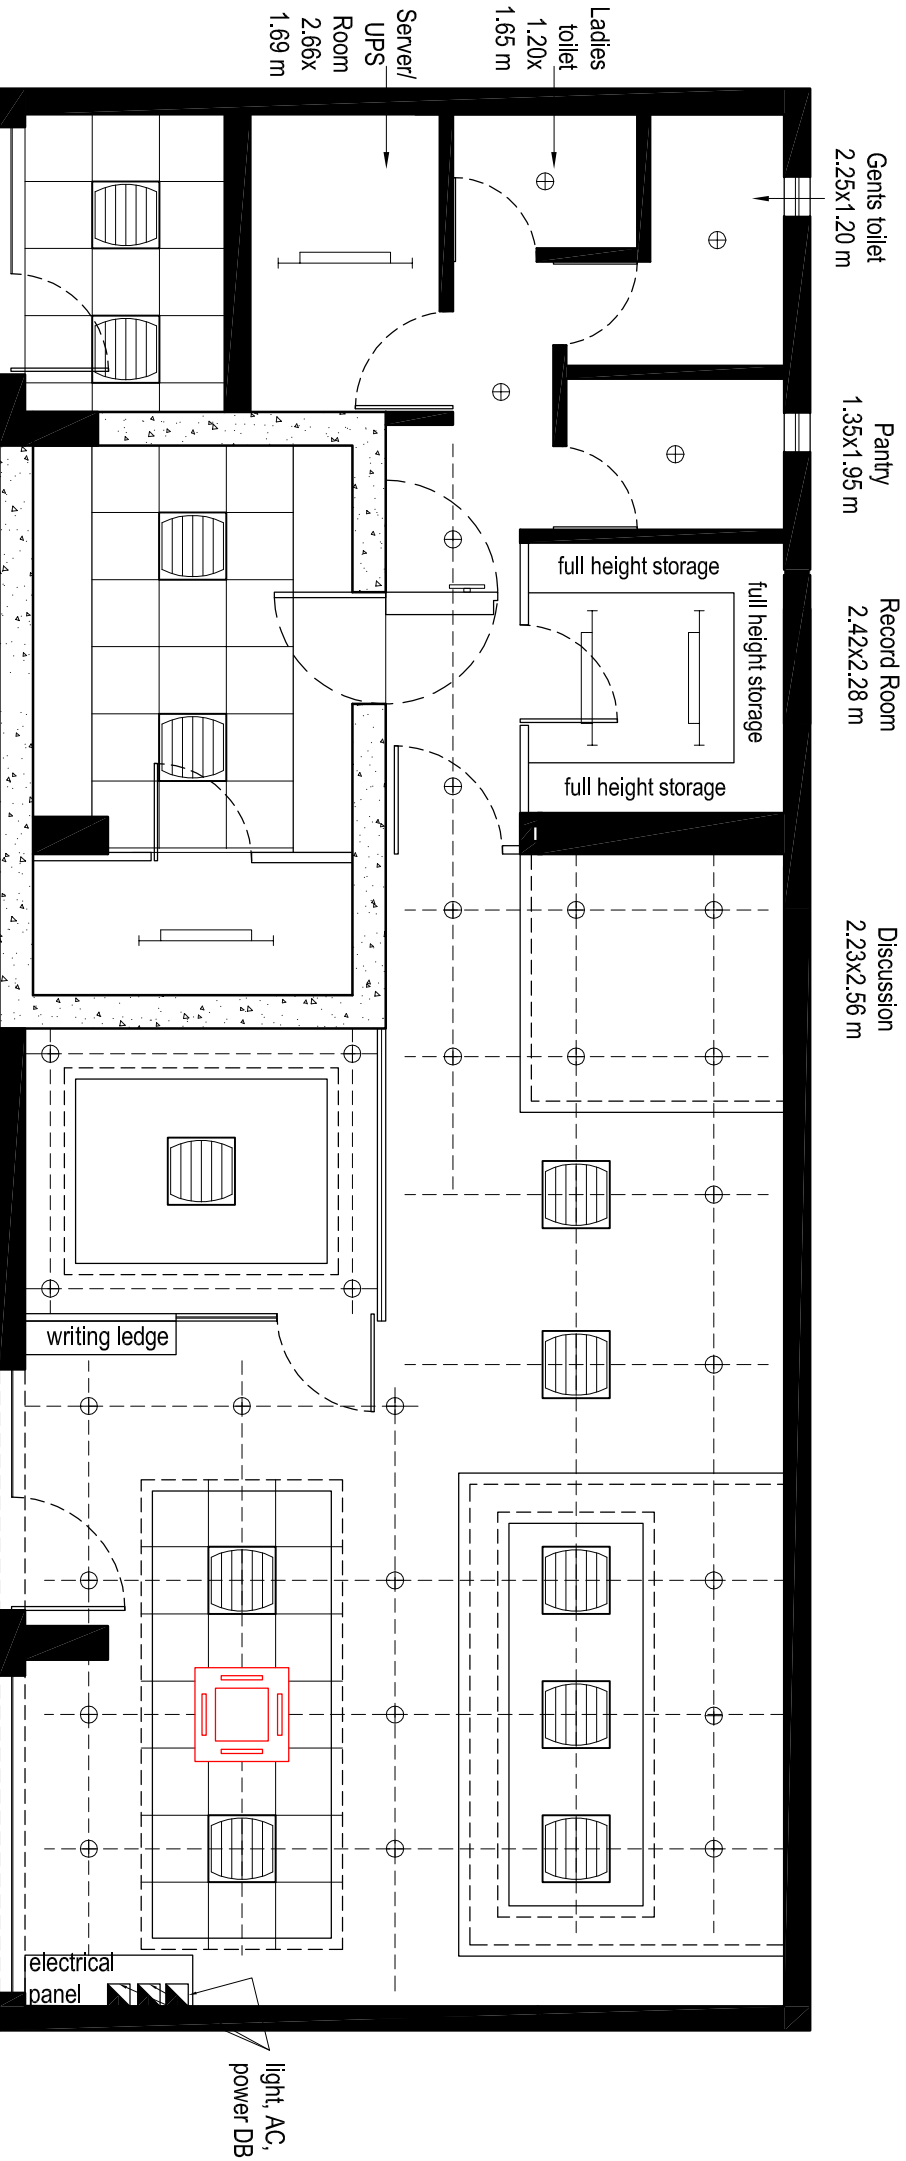 Ladies
toilet
1.20x
1.65 m
Server/
UPS
Room
2.66x
1.69 m
Gents toilet
2.25x1.20 m
Pantry
1.35x1.95 m
Record Room
2.42x2.28 m
Discussion
2.23x2.56 m
full height storage
full height storage
full height storage
writing ledge
electrical
panel
light, AC,
power DB